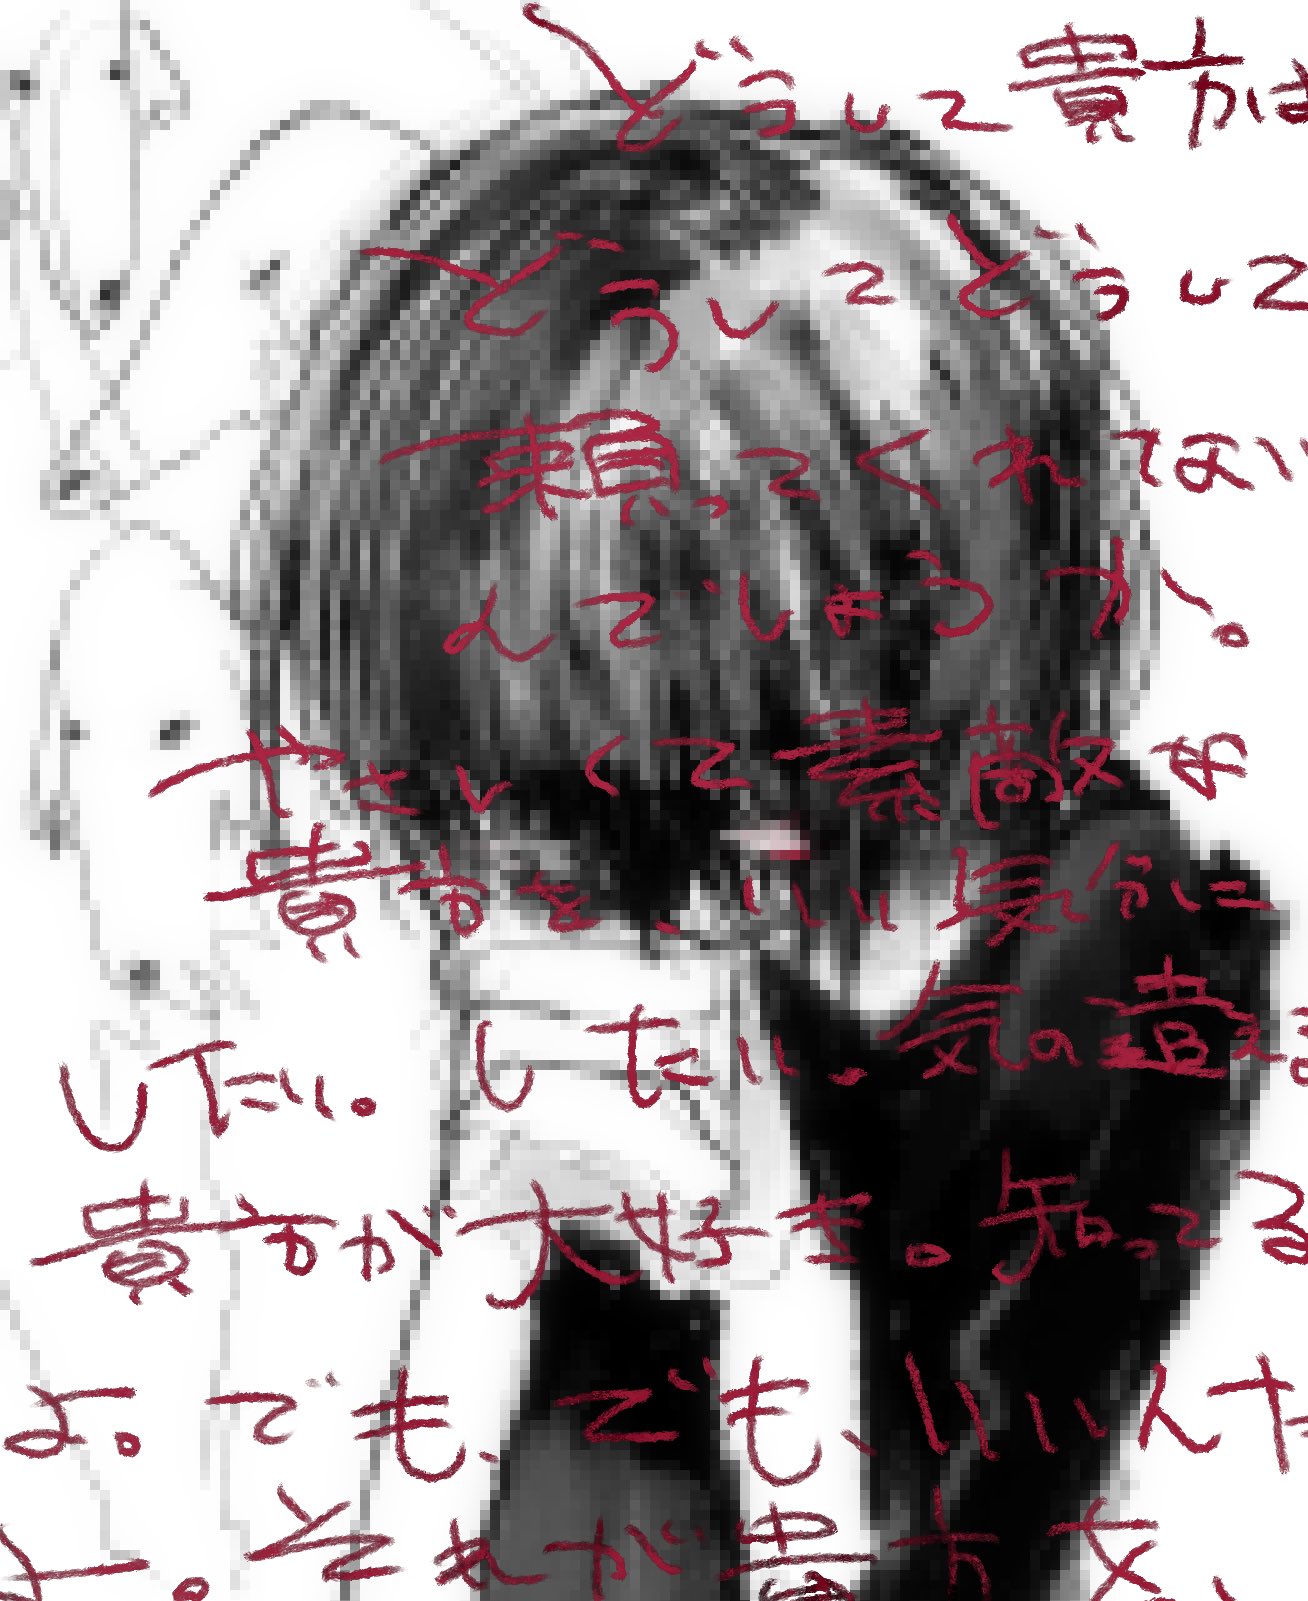 どうして貴方は
どうしてどうして
頼ってくれない
んでしょうか。
やさしくて素敵な
貴方を、いい気分に
したい。したい。気の遣える
貴方が大好き。知ってる
よ。でも、でも、いいんだ
よ。それが貴方